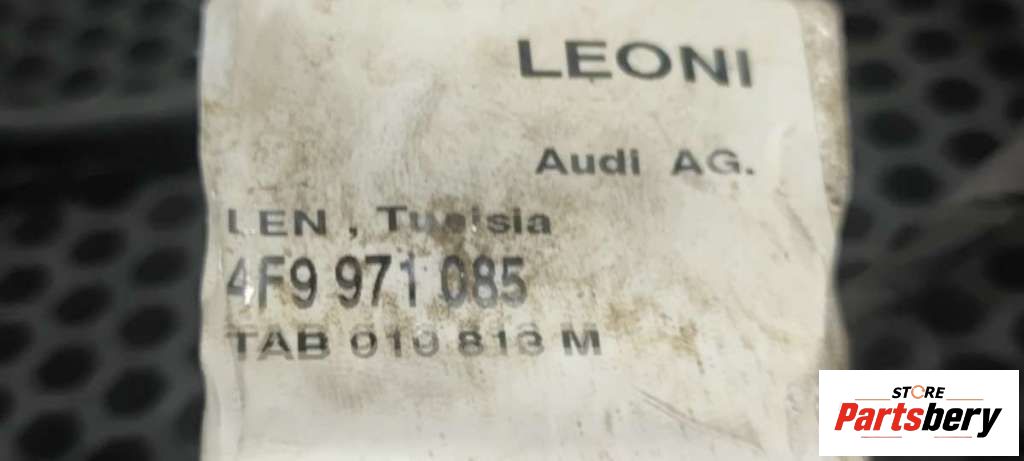 LEONI
Audi AG.
LEN, Tunisia
4F9 971 085
TAB 010 813 M
STORE
Partsbery